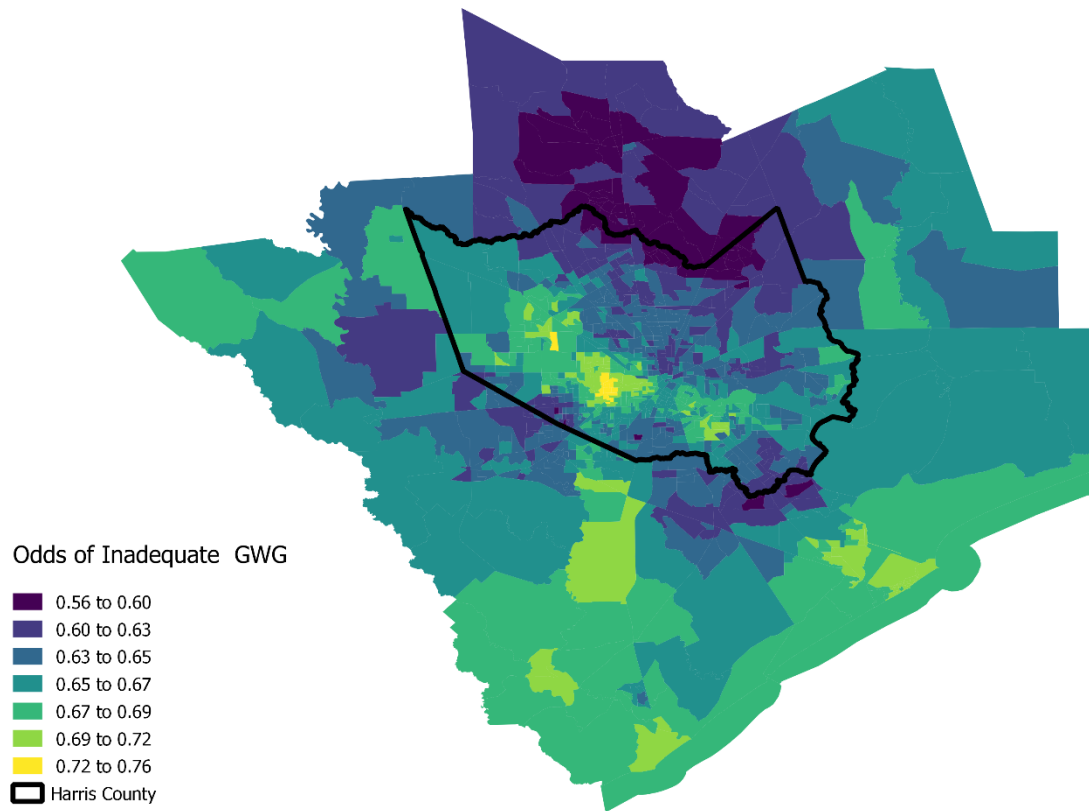 Odds of Inadequate GWG
0.56 to 0.60
0.60 to 0.63
0.63 to 0.65
0.65 to 0.67
0.67 to 0.69
0.69 to 0.72
0.72 to 0.76
Harris County